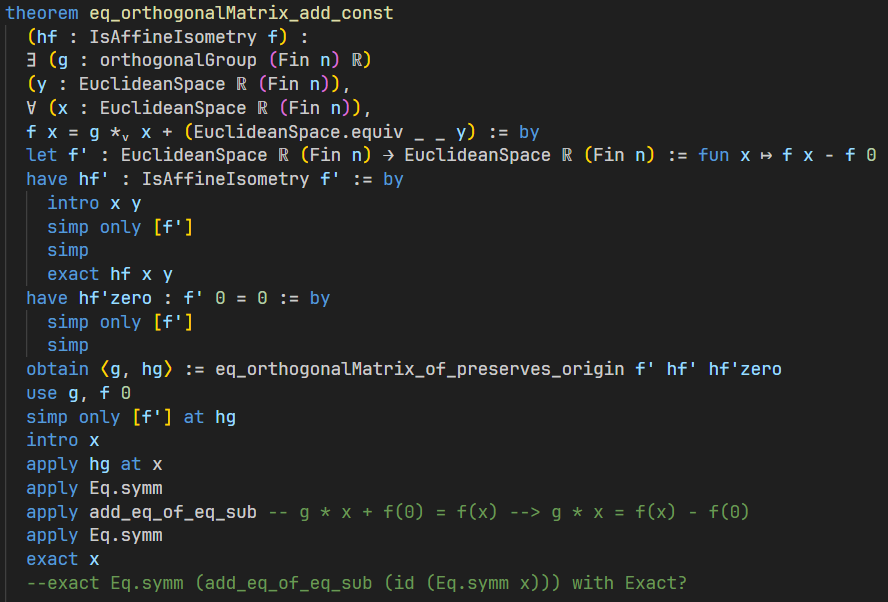 theorem eq_orthogonalMatrix_add_const
  (hf : IsAffineIsometry f) :
  ∃ (g : orthogonalGroup (Fin n) ℝ)
  (y : EuclideanSpace ℝ (Fin n)),
  ∀ (x : EuclideanSpace ℝ (Fin n)),
  f x = g *ᵥ x + (EuclideanSpace.equiv _ _ y) := by
  let f' : EuclideanSpace ℝ (Fin n) → EuclideanSpace ℝ (Fin n) := fun x ↦ f x - f 0
  have hf' : IsAffineIsometry f' := by
    intro x y
    simp only [f']
    simp
    exact hf x y
  have hf'zero : f' 0 = 0 := by
    simp only [f']
    simp
  obtain ⟨g, hg⟩ := eq_orthogonalMatrix_of_preserves_origin f' hf' hf'zero
  use g, f 0
  simp only [f'] at hg
  intro x
  apply hg at x
  apply Eq.symm
  apply add_eq_of_eq_sub -- g * x + f(0) = f(x) --> g * x = f(x) - f(0)
  apply Eq.symm
  exact x
  --exact Eq.symm (add_eq_of_eq_sub (id (Eq.symm x))) with Exact?